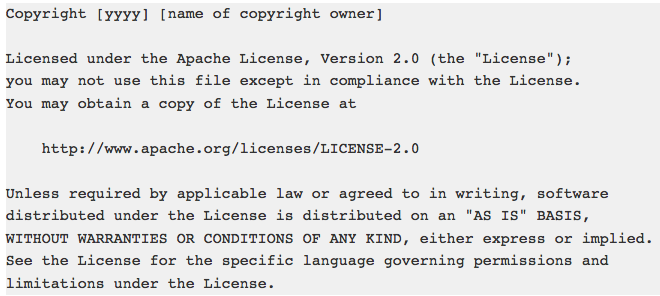 Copyright [yyyy] [name of copyright owner]
Licensed under the Apache License, Version 2.0 (the "License");
you may not use this file except in compliance with the License.
You may obtain a copy of the License at
http://www.apache.org/licenses/LICENSE-2.0
Unless required by applicable law or agreed to in writing, software
distributed under the License is distributed on an "AS IS" BASIS,
WITHOUT WARRANTIES OR CONDITIONS OF ANY KIND, either express or implied.
See the License for the specific language governing permissions and
limitations under the License.